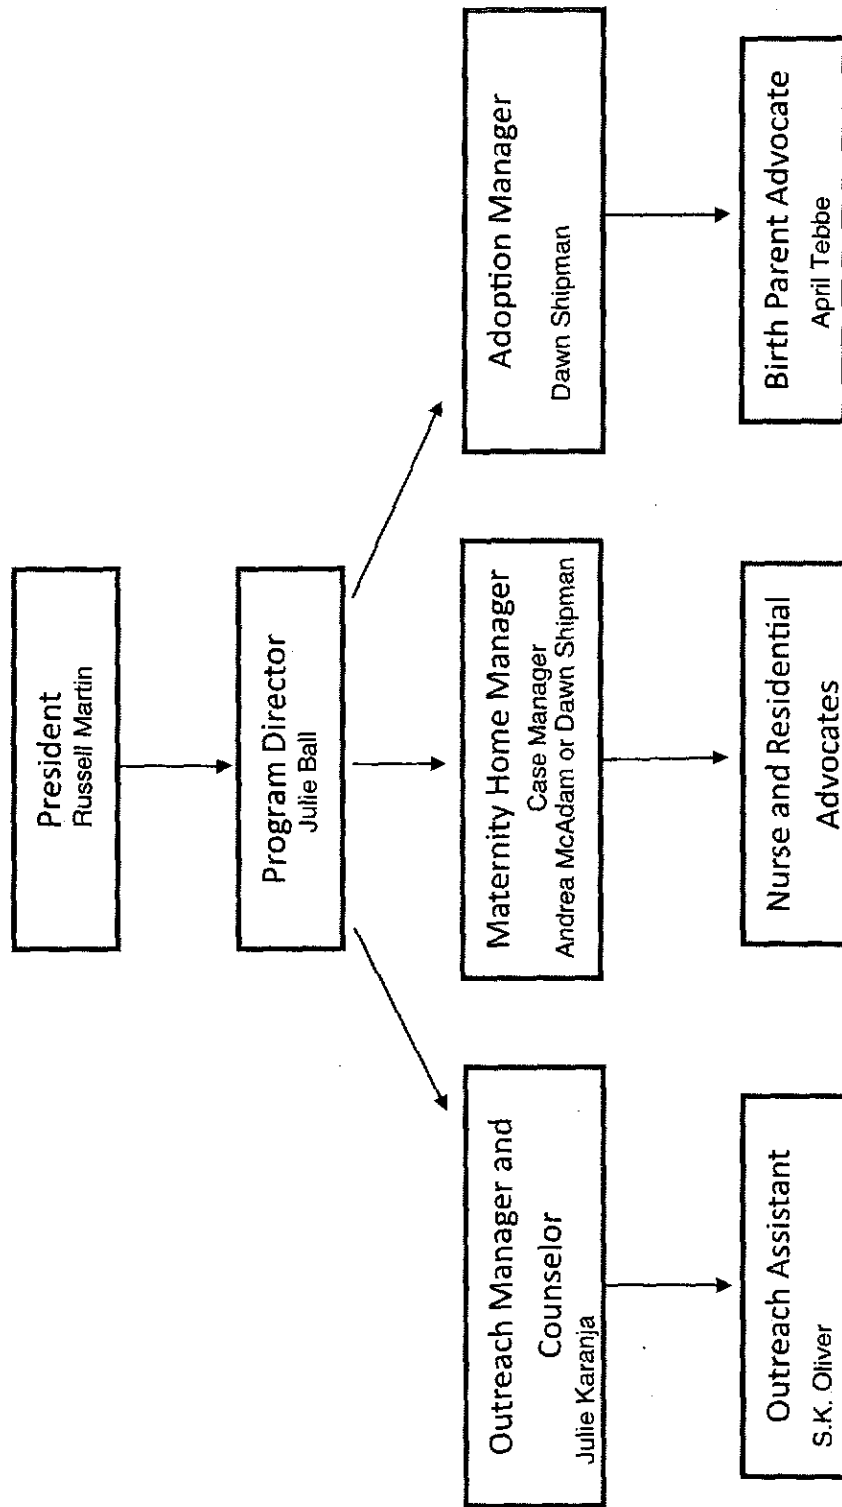 President
Russell Martin
Program Director
Julie Ball
Outreach Manager and
Counselor
Julie Karanja
Maternity Home Manager
Case Manager
Andrea McAdam or Dawn Shipman
Adoption Manager
Dawn Shipman
Outreach Assistant
S.K. Oliver
Nurse and Residential
Advocates
Birth Parent Advocate
April Tebbe